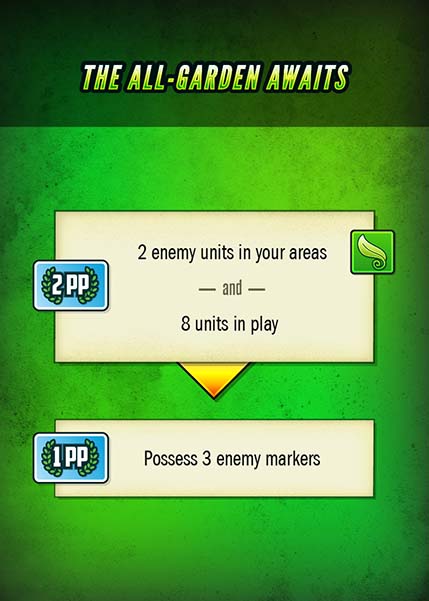 THE ALL-GARDEN AWAITS
2 enemy units in your areas
2 PP
— and —
8 units in play
1 PP
Possess 3 enemy markers